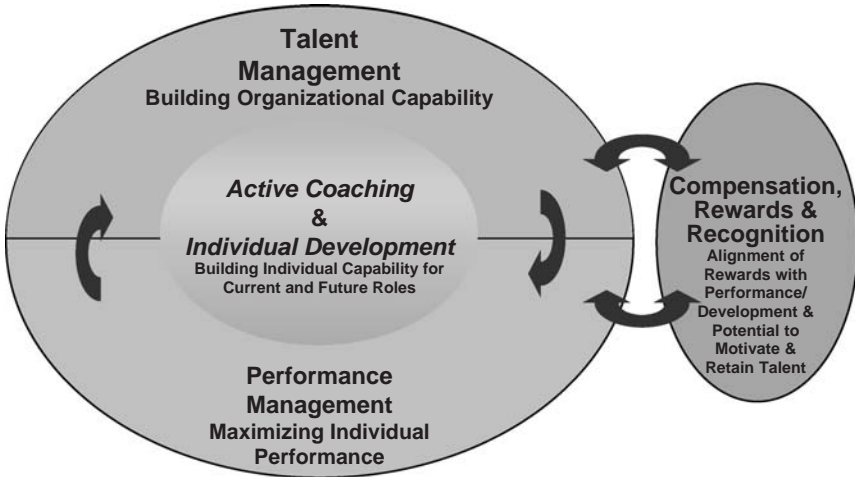 Talent
Management
Building Organizational Capability
Active Coaching
&
Individual Development
Building Individual Capability for
Current and Future Roles
Performance
Management
Maximizing Individual
Performance
Compensation,
Rewards &
Recognition
Alignment of
Rewards with
Performance/
Development &
Potential to
Motivate &
Retain Talent